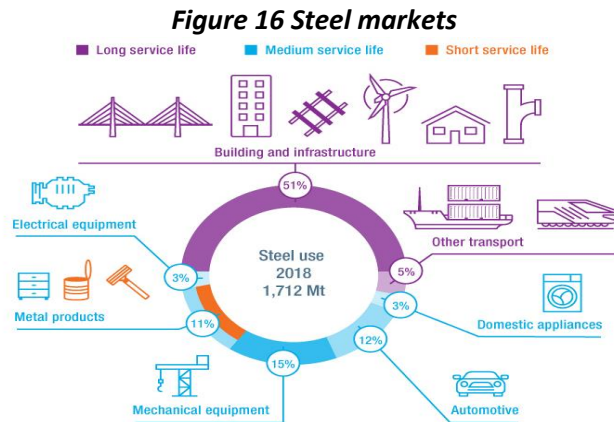 Figure 16 Steel markets
Long service life
Medium service life
Short service life
Building and infrastructure
51%
Electrical equipment
3%
Other transport
5%
Steel use
2018
1,712 Mt
Metal products
11%
3%
Domestic appliances
12%
15%
Mechanical equipment
Automotive